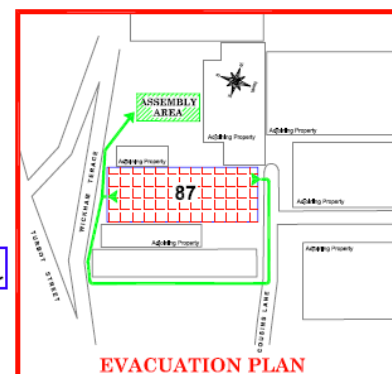 ASSEMBLY
AREA
Adjoining Property
Adjoining Property
Adjoining Property
87
WICKHAM TERRACE
Adjoining Property
Adjoining Property
TURBOT STREET
COUSINS LANE
EVACUATION PLAN